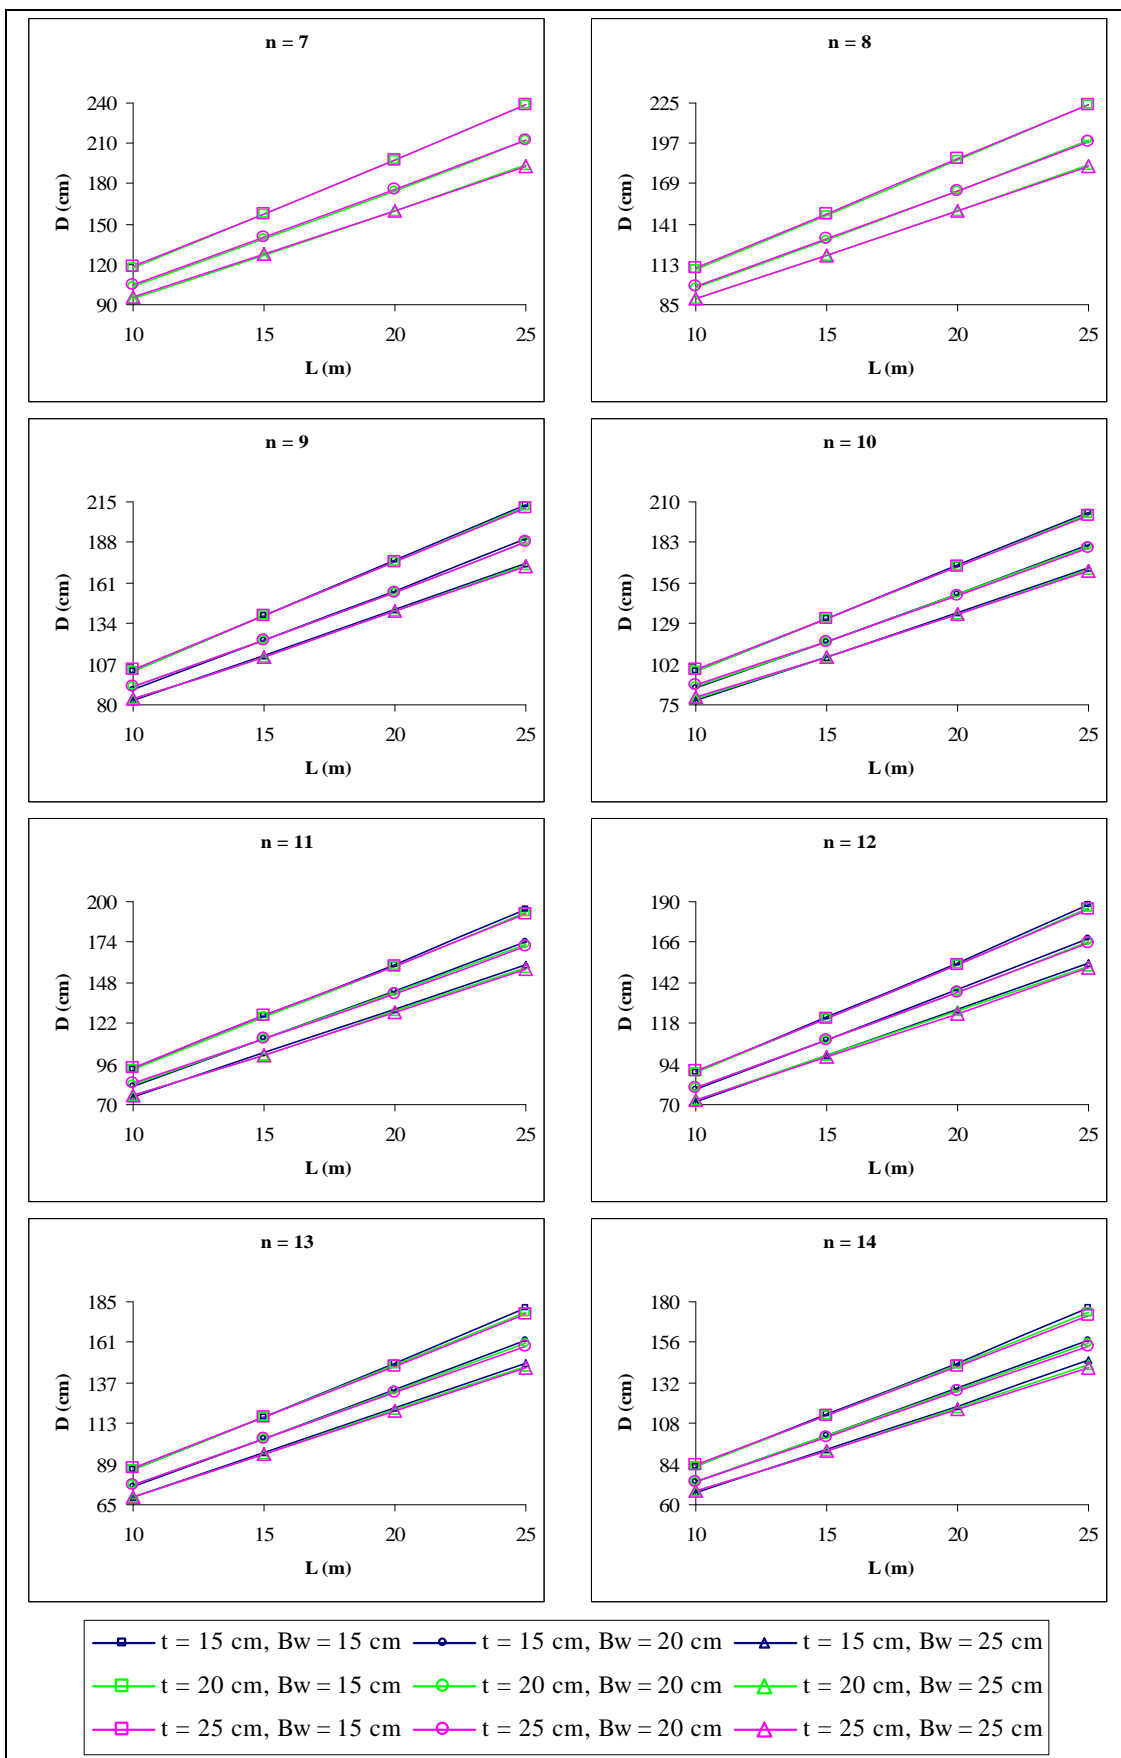 n = 7
240
210
180
150
120
90
D (cm)
10 15 20 25
L (m)
n = 8
225
197
169
141
113
85
D (cm)
10 15 20 25
L (m)
n = 9
215
188
161
134
107
80
D (cm)
10 15 20 25
L (m)
n = 10
210
183
156
129
102
75
D (cm)
10 15 20 25
L (m)
n = 11
200
174
148
122
96
70
D (cm)
10 15 20 25
L (m)
n = 12
190
166
142
118
94
70
D (cm)
10 15 20 25
L (m)
n = 13
185
161
137
113
89
65
D (cm)
10 15 20 25
L (m)
n = 14
180
156
132
108
84
60
D (cm)
10 15 20 25
L (m)
t = 15 cm, Bw = 15 cm t = 15 cm, Bw = 20 cm t = 15 cm, Bw = 25 cm
t = 20 cm, Bw = 15 cm t = 20 cm, Bw = 20 cm t = 20 cm, Bw = 25 cm
t = 25 cm, Bw = 15 cm t = 25 cm, Bw = 20 cm t = 25 cm, Bw = 25 cm